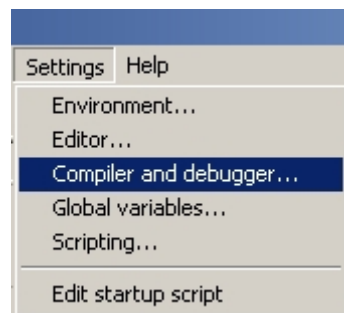 Settings Help
Environment...
Editor...
Compiler and debugger...
Global variables...
Scripting...
Edit startup script